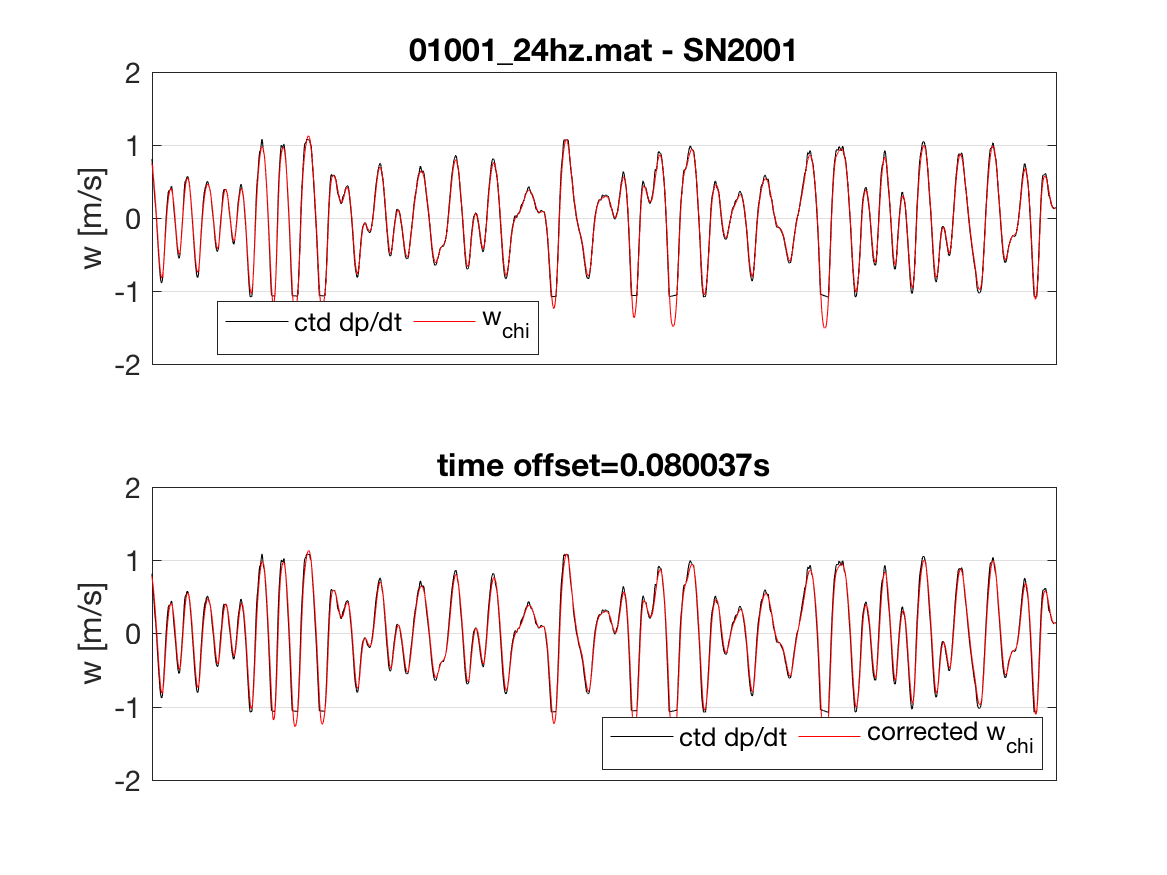 01001_24hz.mat - SN2001
2
1
0
-1
-2
w [m/s]
ctd dp/dt w_chi
time offset=0.080037s
2
1
0
-1
-2
w [m/s]
ctd dp/dt corrected w_chi